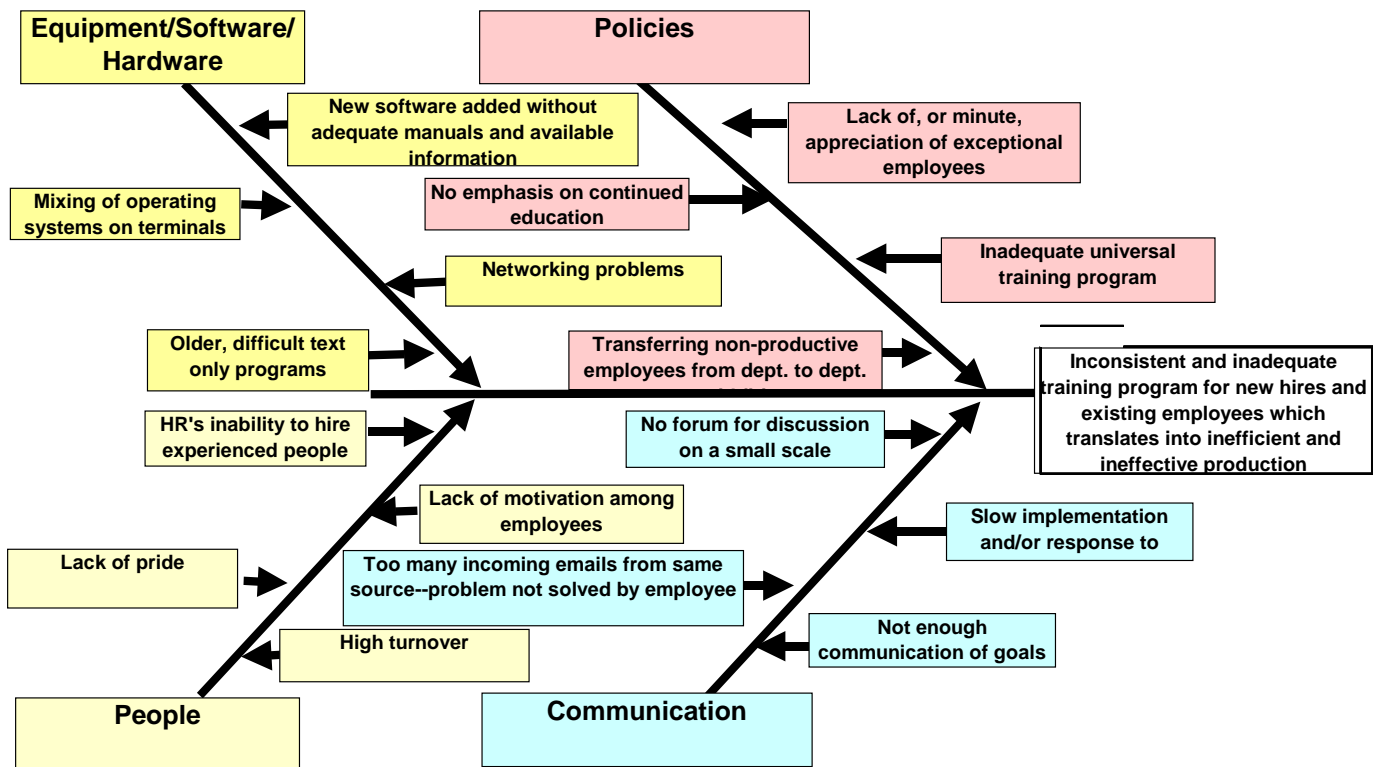 Equipment/Software/
Hardware
Policies
New software added without
adequate manuals and available
information
Lack of, or minute,
appreciation of exceptional
employees
Mixing of operating
systems on terminals
No emphasis on continued
education
Networking problems
Inadequate universal
training program
Older, difficult text
only programs
Transferring non-productive
employees from dept. to dept.
Inconsistent and inadequate
training program for new hires and
existing employees which
translates into inefficient and
ineffective production
HR's inability to hire
experienced people
No forum for discussion
on a small scale
Lack of motivation among
employees
Slow implementation
and/or response to
Lack of pride
Too many incoming emails from same
source--problem not solved by employee
High turnover
Not enough
communication of goals
People
Communication